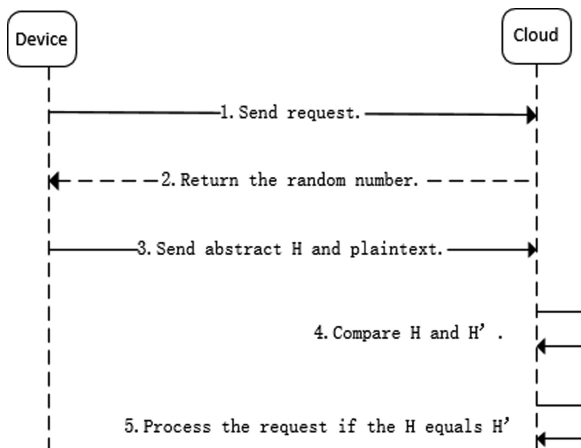 Device
Cloud
1.Send request.
2.Return the random number.
3.Send abstract H and plaintext.
4.Compare H and H’ .
5.Process the request if the H equals H’